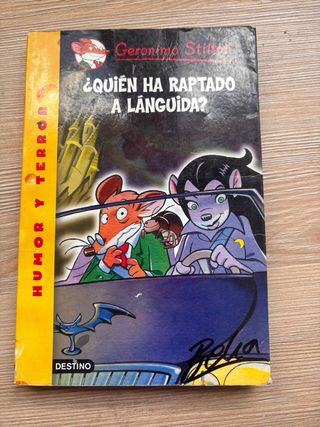 Geronimo Stilton
¿QUIÉN HA RAPTADO
A LÁNGUIDA?
HUMOR Y TERROR
DESTINO